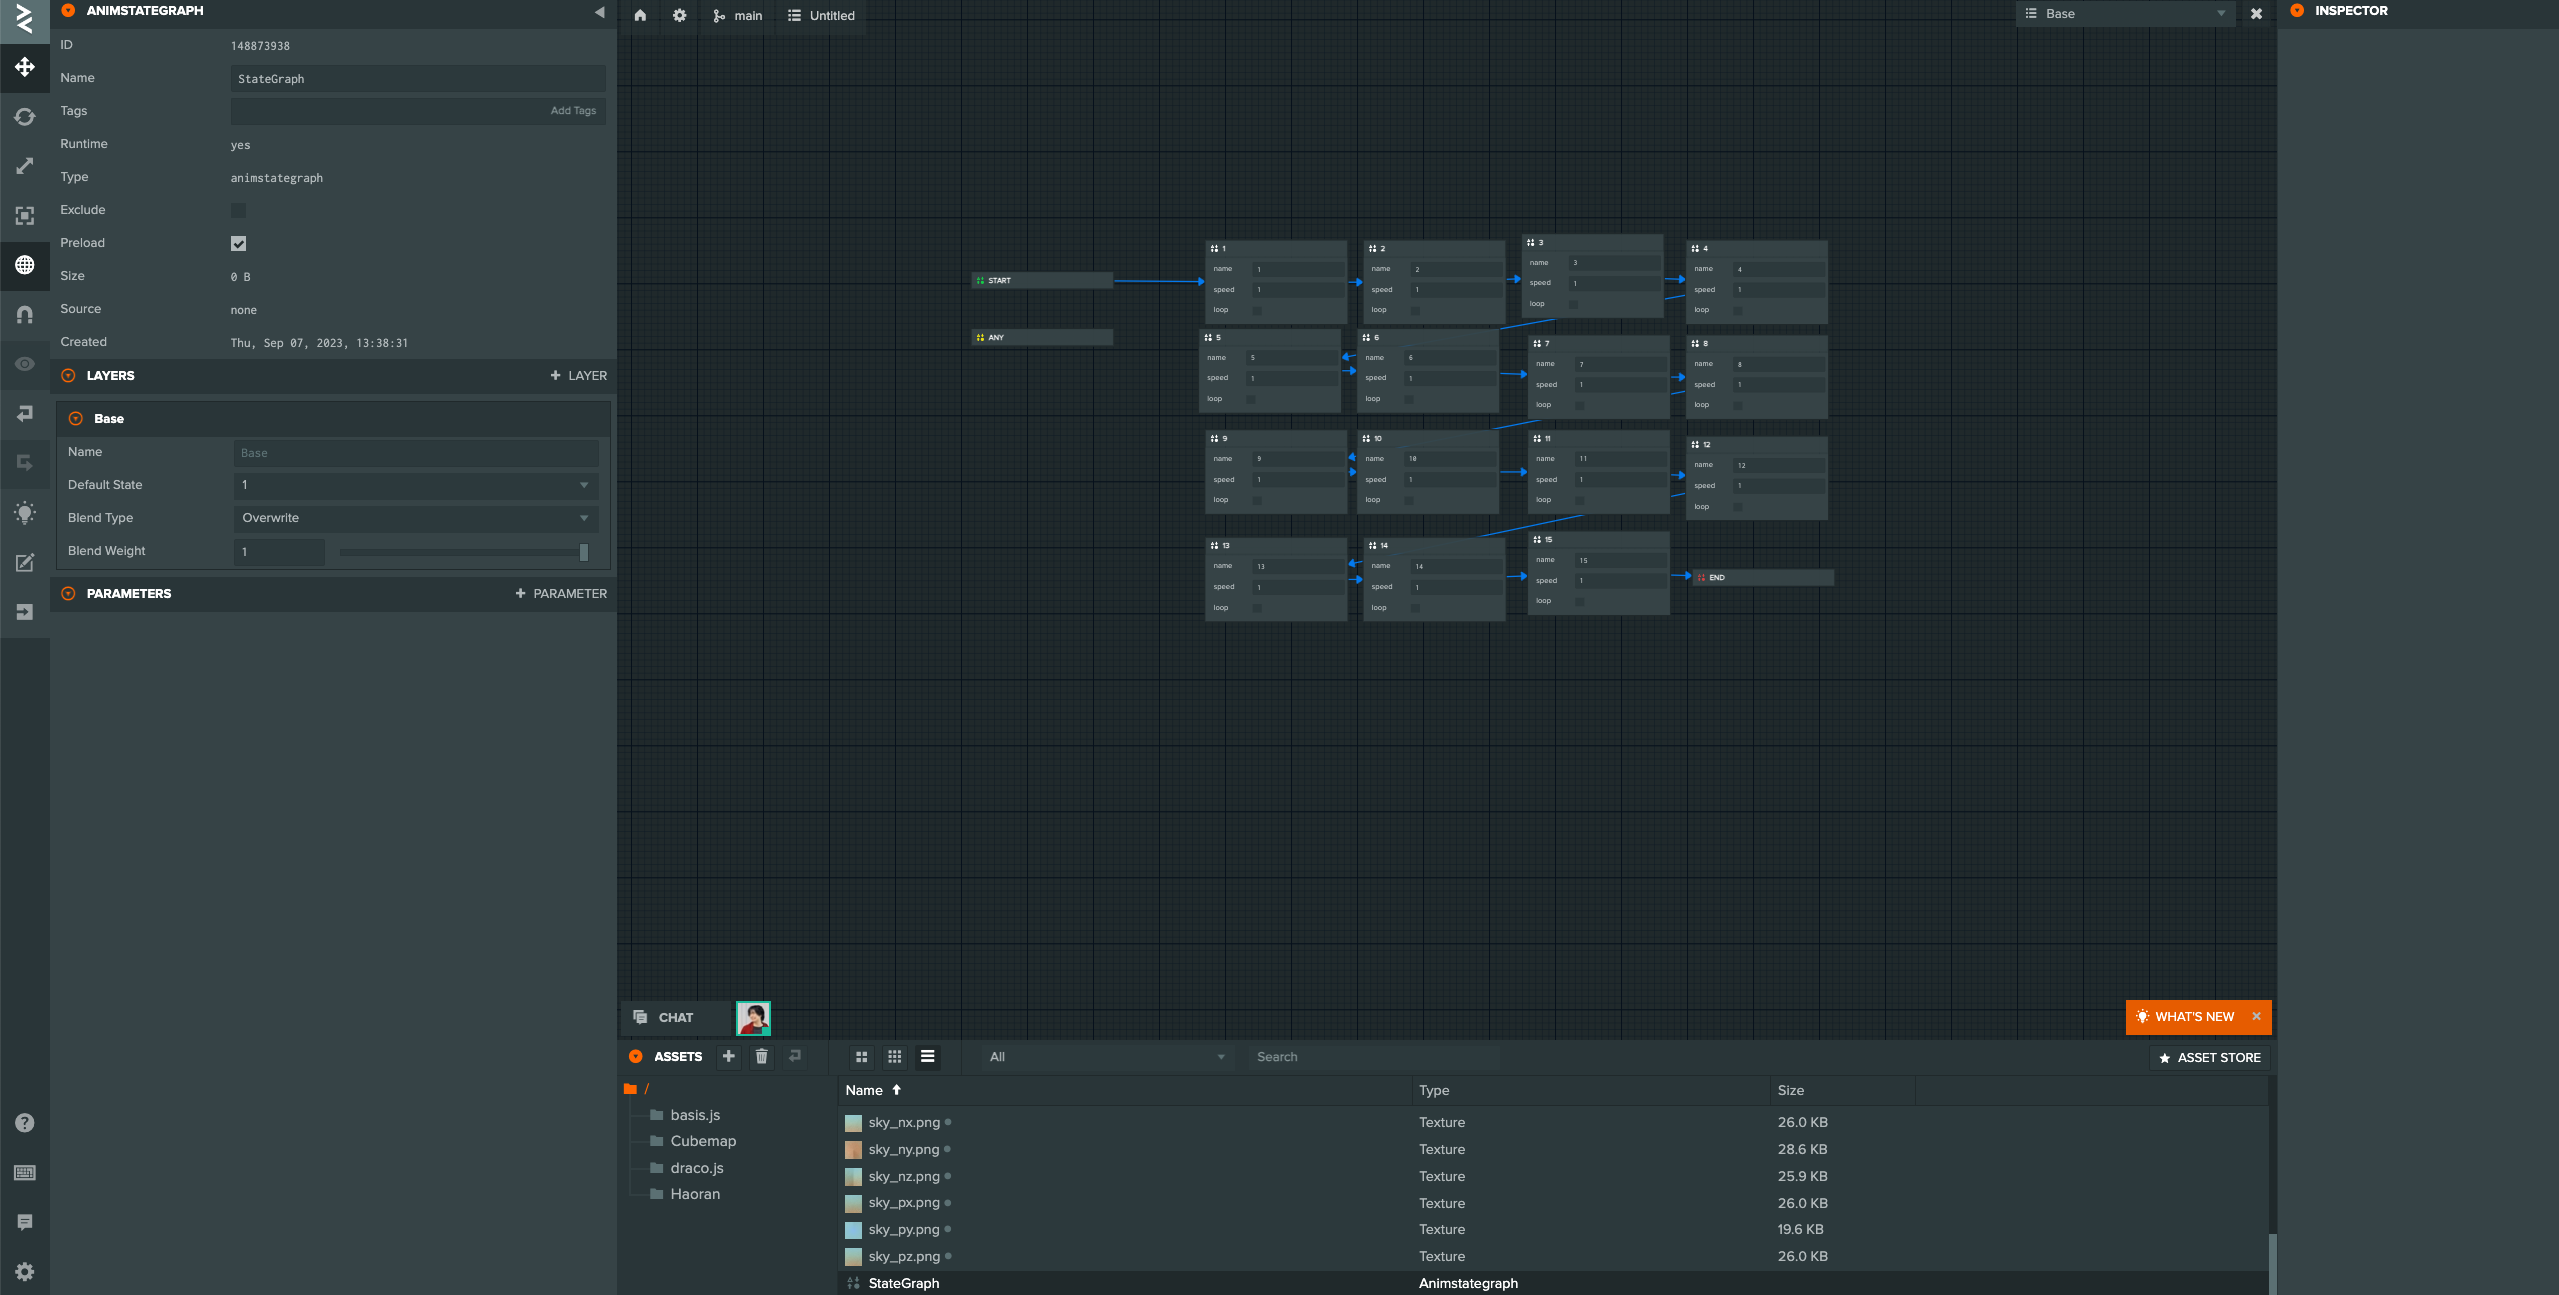 ANIMSTATEGRAPH
ID 148873938
Name StateGraph
Tags Add Tags
Runtime yes
Type animstategraph
Exclude
Preload
Size 0 B
Source none
Created Thu, Sep 07, 2023, 13:38:31
LAYERS + LAYER
Base
Name Base
Default State 1
Blend Type Overwrite
Blend Weight 1
PARAMETERS + PARAMETER
main Untitled
Base
INSPECTOR
START
ANY
1
name 1
speed 1
loop
2
name 2
speed 1
loop
3
name 3
speed 1
loop
4
name 4
speed 1
loop
5
name 5
speed 1
loop
6
name 6
speed 1
loop
7
name 7
speed 1
loop
8
name 8
speed 1
loop
9
name 9
speed 1
loop
10
name 10
speed 1
loop
11
name 11
speed 1
loop
12
name 12
speed 1
loop
13
name 13
speed 1
loop
14
name 14
speed 1
loop
15
name 15
speed 1
loop
END
CHAT
WHAT'S NEW
ASSETS All Search ASSET STORE
/
basis.js
Cubemap
draco.js
Haoran
Name Type Size
sky_nx.png Texture 26.0 KB
sky_ny.png Texture 28.6 KB
sky_nz.png Texture 25.9 KB
sky_px.png Texture 26.0 KB
sky_py.png Texture 19.6 KB
sky_pz.png Texture 26.0 KB
StateGraph Animstategraph